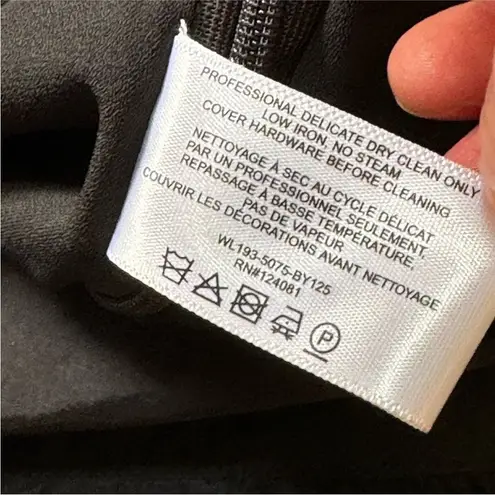 PROFESSIONAL DELICATE DRY CLEAN ONLY
LOW IRON, NO STEAM
COVER HARDWARE BEFORE CLEANING
NETTOYAGE À SEC AU CYCLE DÉLICAT
PAR UN PROFESSIONNEL SEULEMENT.
REPASSAGE À BASSE TEMPÉRATURE,
PAS DE VAPEUR
COUVRIR LES DÉCORATIONS AVANT NETTOYAGE
WL193-5075-BY125
RN#124081
P